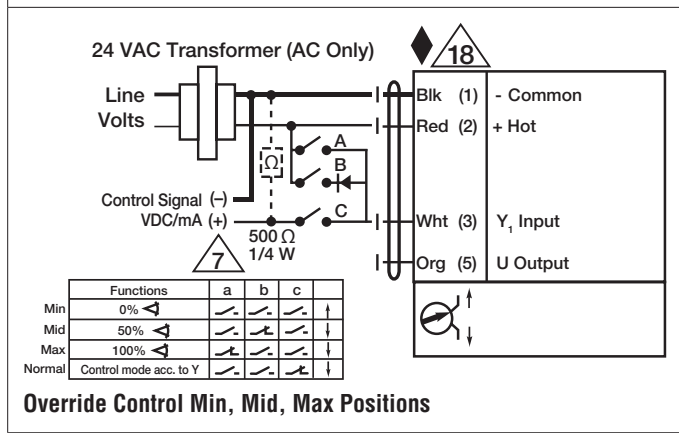 24 VAC Transformer (AC Only)
18
Line
Volts
Blk (1) - Common
Red (2) + Hot
A
Ω
B
Control Signal (–)
VDC/mA (+)
C
Wht (3) Y1 Input
7
500 Ω
1/4 W
Org (5) U Output
Functions a b c
Min 0%
Mid 50%
Max 100%
Normal Control mode acc. to Y
Override Control Min, Mid, Max Positions